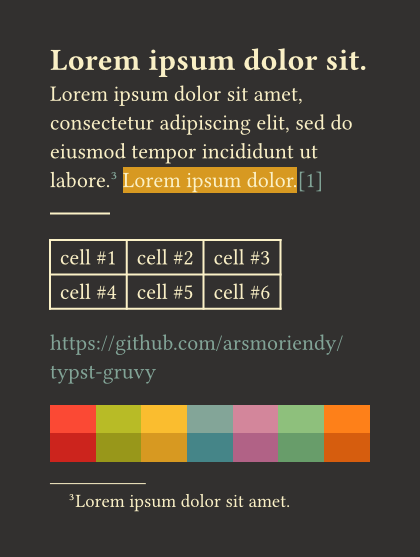 Lorem ipsum dolor sit.
Lorem ipsum dolor sit amet,
consectetur adipiscing elit, sed do
eiusmod tempor incididunt ut
labore.³ Lorem ipsum dolor.[1]
cell #1 cell #2 cell #3
cell #4 cell #5 cell #6
https://github.com/arsmoriendy/
typst-gruvy
³Lorem ipsum dolor sit amet.